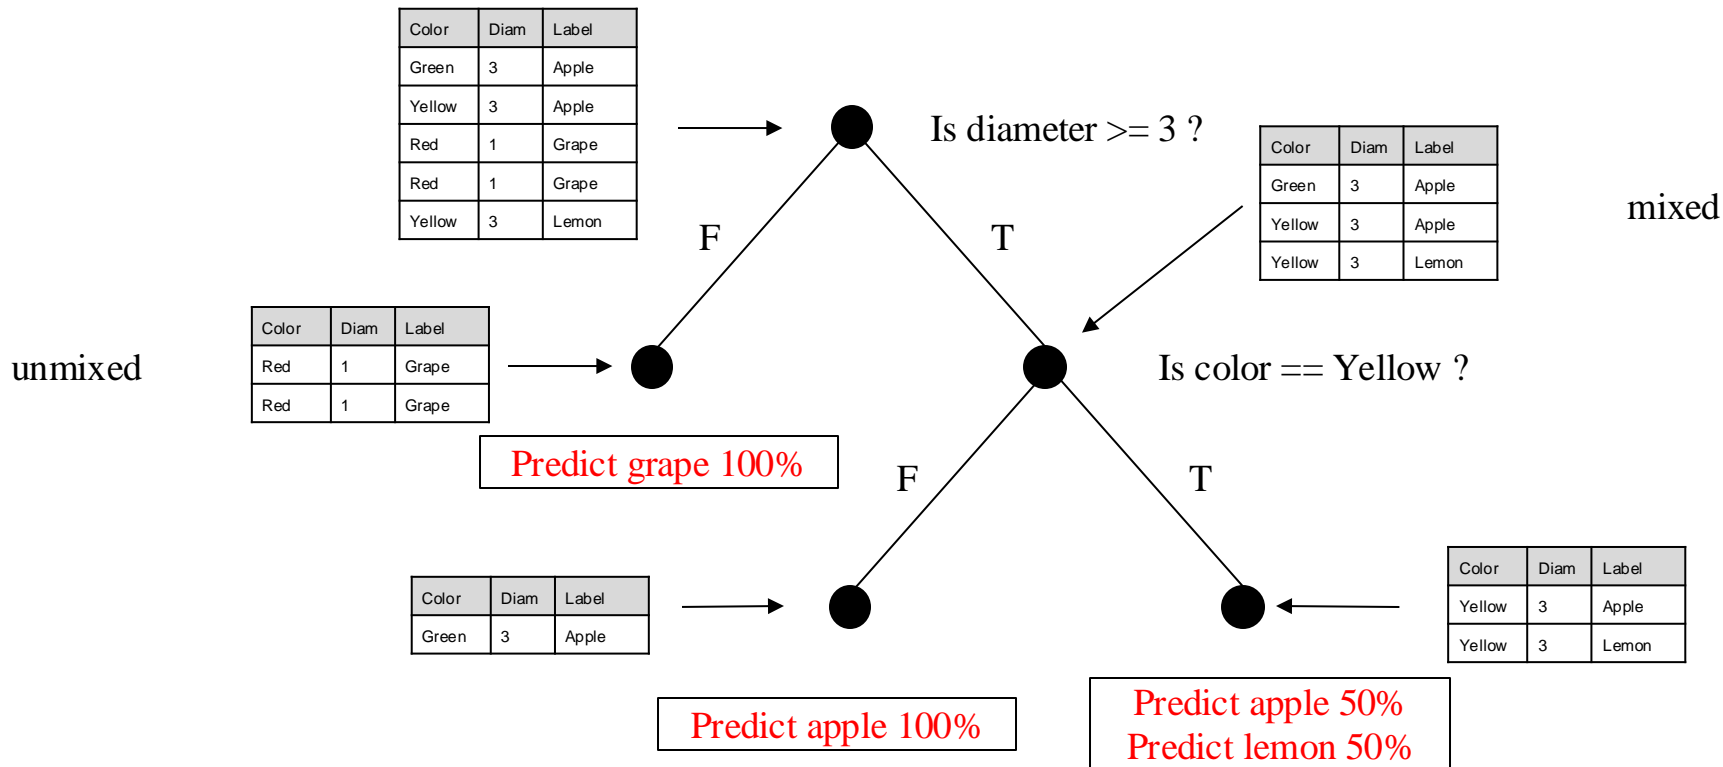 Color Diam Label
Green 3 Apple
Yellow 3 Apple
Red 1 Grape
Red 1 Grape
Yellow 3 Lemon
Is diameter >= 3 ?
Color Diam Label
Green 3 Apple
Yellow 3 Apple
Yellow 3 Lemon
mixed
F
T
unmixed
Color Diam Label
Red 1 Grape
Red 1 Grape
Is color == Yellow ?
Predict grape 100%
F
T
Color Diam Label
Green 3 Apple
Color Diam Label
Yellow 3 Apple
Yellow 3 Lemon
Predict apple 100%
Predict apple 50%
Predict lemon 50%